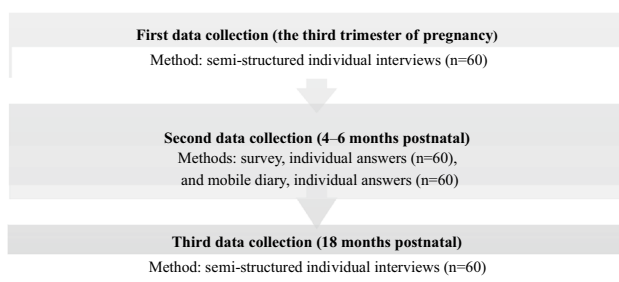 First data collection (the third trimester of pregnancy)
Method: semi-structured individual interviews (n=60)
Second data collection (4–6 months postnatal)
Methods: survey, individual answers (n=60),
and mobile diary, individual answers (n=60)
Third data collection (18 months postnatal)
Method: semi-structured individual interviews (n=60)